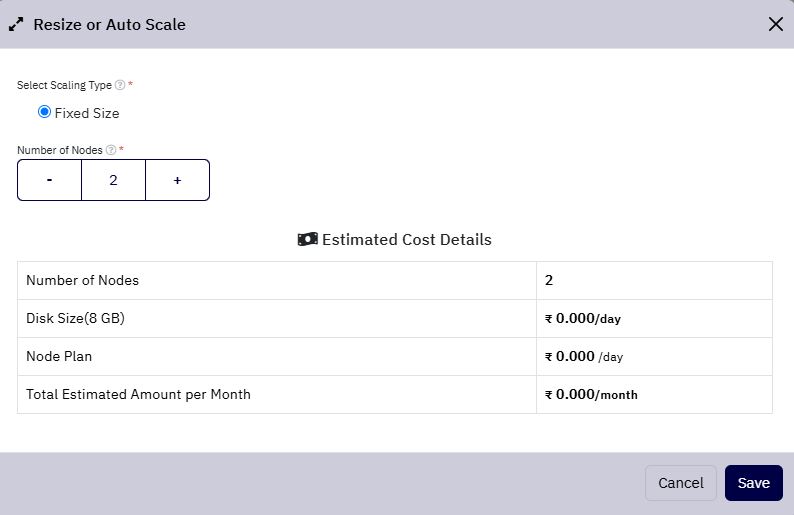 Resize or Auto Scale
Select Scaling Type ? *
Fixed Size
Number of Nodes ? *
- 2 +
Estimated Cost Details
Number of Nodes 2
Disk Size(8 GB) ₹ 0.000/day
Node Plan ₹ 0.000 /day
Total Estimated Amount per Month ₹ 0.000/month
Cancel Save